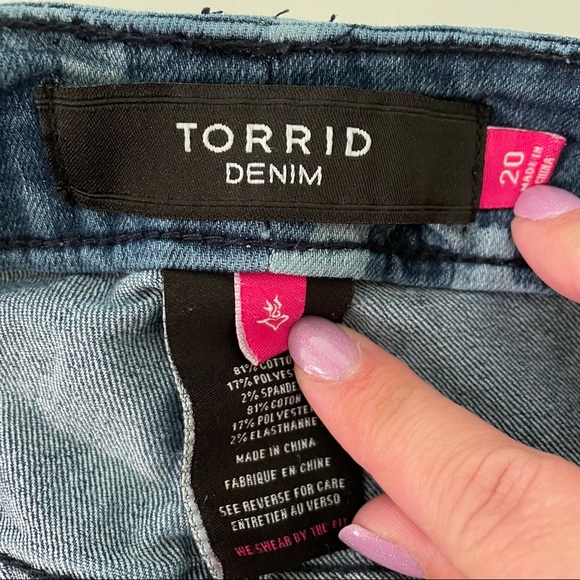 TORRID
DENIM
20
MADE IN
CHINA
81% COTTO
17% POLYES
2% SPANDE
81% COTON
17% POLYESTER
2% ELASTHANNE
MADE IN CHINA
FABRIQUE EN CHINE
SEE REVERSE FOR CARE
ENTRETIEN AU VERSO
WE SWEAR BY THE FIT